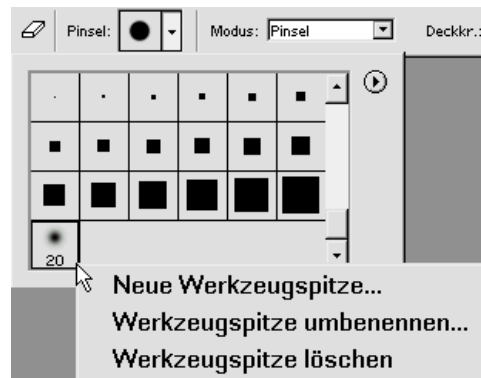 Pinsel: Modus: Pinsel Deckkr.:
20
Neue Werkzeugspitze...
Werkzeugspitze umbenennen...
Werkzeugspitze löschen